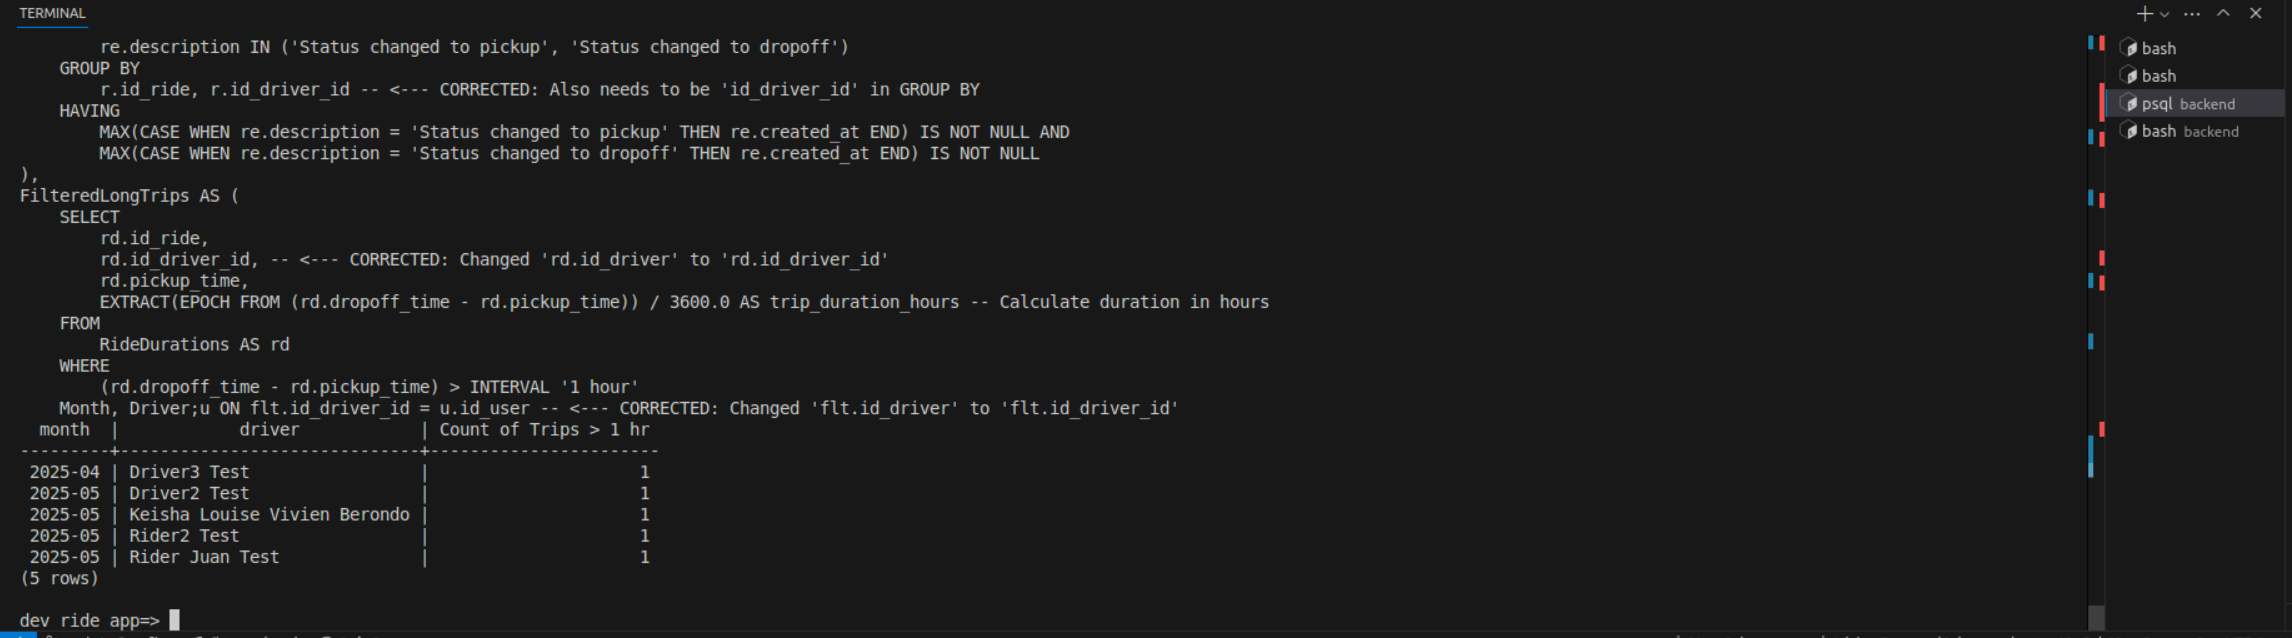 TERMINAL
        re.description IN ('Status changed to pickup', 'Status changed to dropoff')
    GROUP BY
        r.id_ride, r.id_driver_id -- <--- CORRECTED: Also needs to be 'id_driver_id' in GROUP BY
    HAVING
        MAX(CASE WHEN re.description = 'Status changed to pickup' THEN re.created_at END) IS NOT NULL AND
        MAX(CASE WHEN re.description = 'Status changed to dropoff' THEN re.created_at END) IS NOT NULL
),
FilteredLongTrips AS (
    SELECT
        rd.id_ride,
        rd.id_driver_id, -- <--- CORRECTED: Changed 'rd.id_driver' to 'rd.id_driver_id'
        rd.pickup_time,
        EXTRACT(EPOCH FROM (rd.dropoff_time - rd.pickup_time)) / 3600.0 AS trip_duration_hours -- Calculate duration in hours
    FROM
        RideDurations AS rd
    WHERE
        (rd.dropoff_time - rd.pickup_time) > INTERVAL '1 hour'
    Month, Driver;u ON flt.id_driver_id = u.id_user -- <--- CORRECTED: Changed 'flt.id_driver' to 'flt.id_driver_id'
  month  |            driver            | Count of Trips > 1 hr
---------+------------------------------+-----------------------
 2025-04 | Driver3 Test                 |                     1
 2025-05 | Driver2 Test                 |                     1
 2025-05 | Keisha Louise Vivien Berondo |                     1
 2025-05 | Rider2 Test                  |                     1
 2025-05 | Rider Juan Test              |                     1
(5 rows)
dev ride app=>
bash
bash
psql backend
bash backend